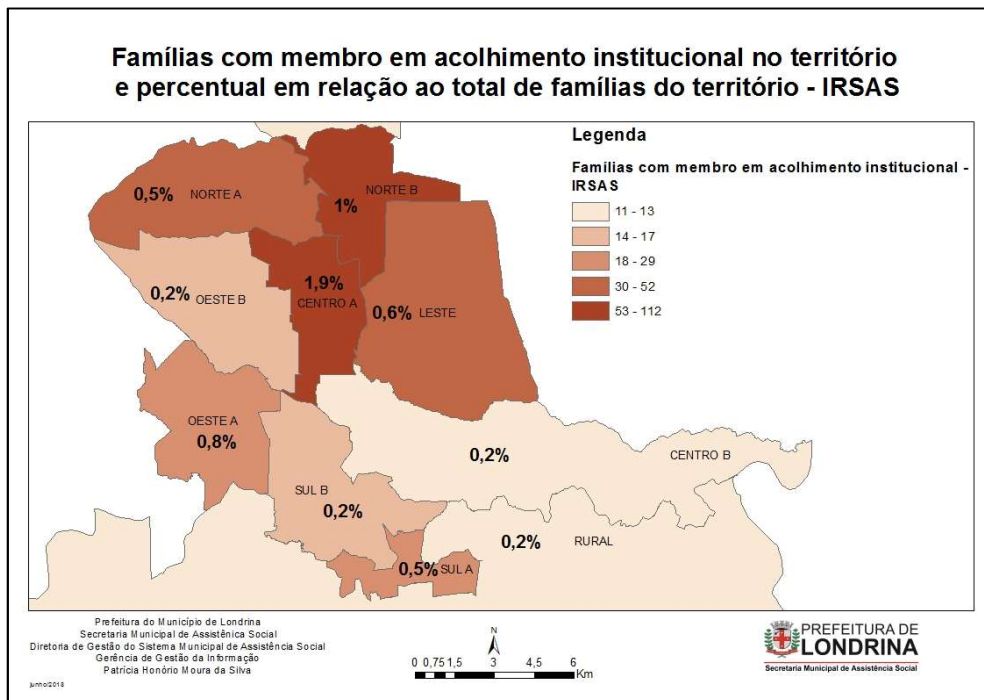 Famílias com membro em acolhimento institucional no território
e percentual em relação ao total de famílias do território - IRSAS
Legenda
Famílias com membro em acolhimento institucional -
IRSAS
11 - 13
14 - 17
18 - 29
30 - 52
53 - 112
0,5% NORTE A
NORTE B
1%
0,2% OESTE B
1,9%
CENTRO A
0,6% LESTE
OESTE A
0,8%
0,2%
CENTRO B
SUL B
0,2%
0,2% RURAL
0,5% SUL A
Prefeitura do Município de Londrina
Secretaria Municipal de Assistência Social
Diretoria de Gestão do Sistema Municipal de Assistência Social
Gerência de Gestão da Informação
Patrícia Honório Moura da Silva
junho/2018
N
0 0,75 1,5 3 4,5 6
Km
PREFEITURA DE
LONDRINA
Secretaria Municipal de Assistência Social